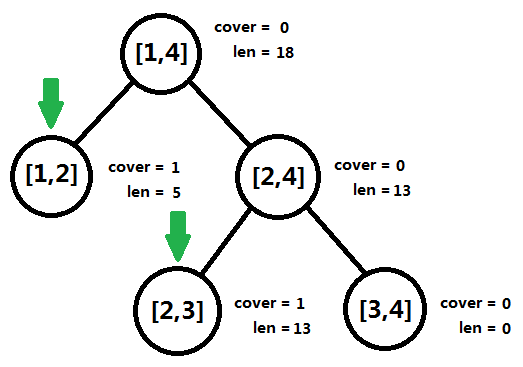 [1,4]
cover = 0
len = 18
[1,2]
cover = 1
len = 5
[2,4]
cover = 0
len = 13
[2,3]
cover = 1
len = 13
[3,4]
cover = 0
len = 0